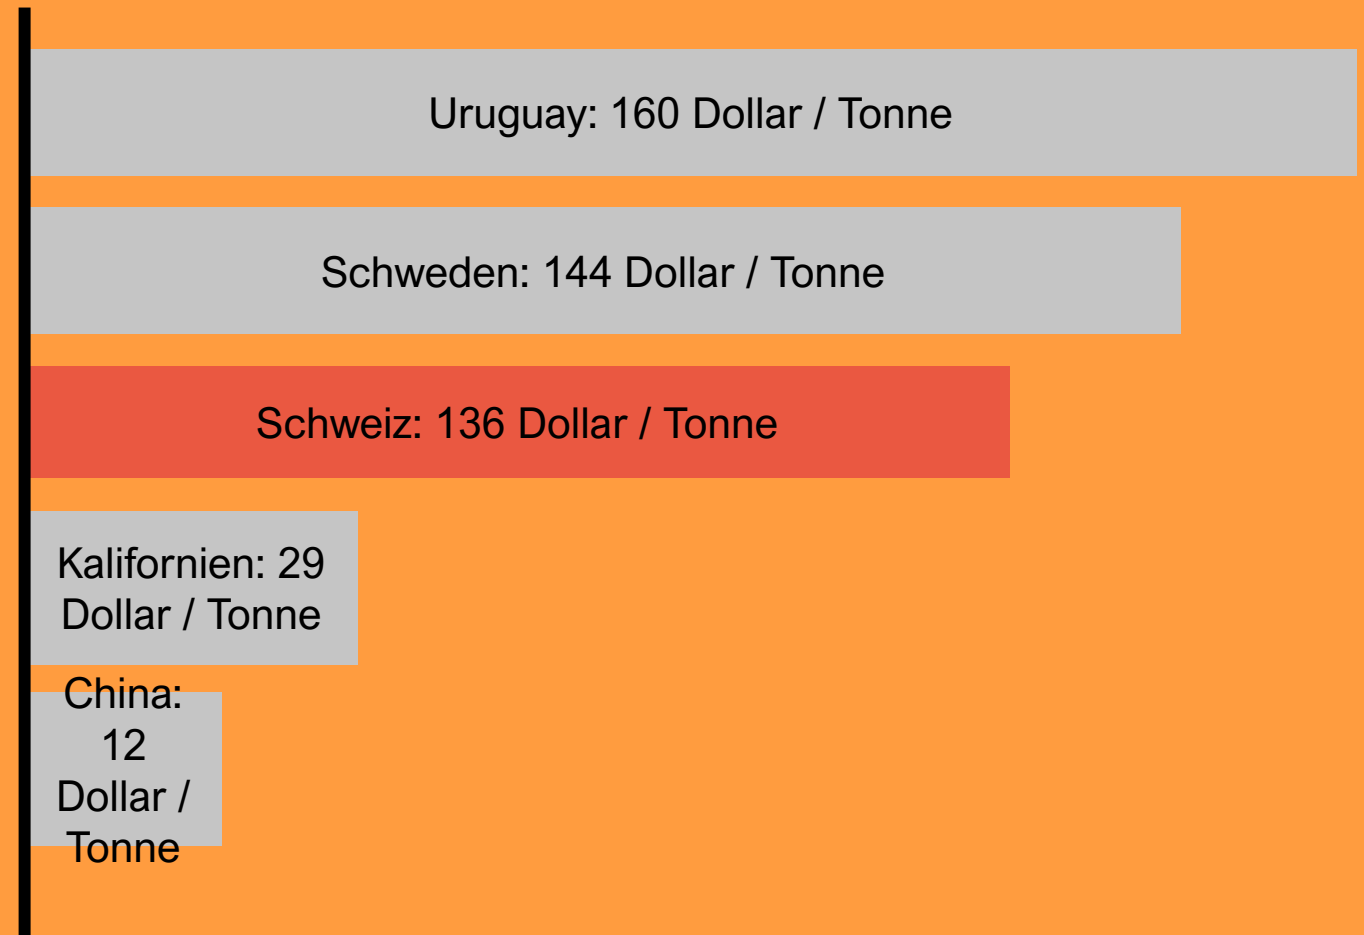 Uruguay: 160 Dollar / Tonne
Schweden: 144 Dollar / Tonne
Schweiz: 136 Dollar / Tonne
Kalifornien: 29
Dollar / Tonne
China:
12
Dollar /
Tonne